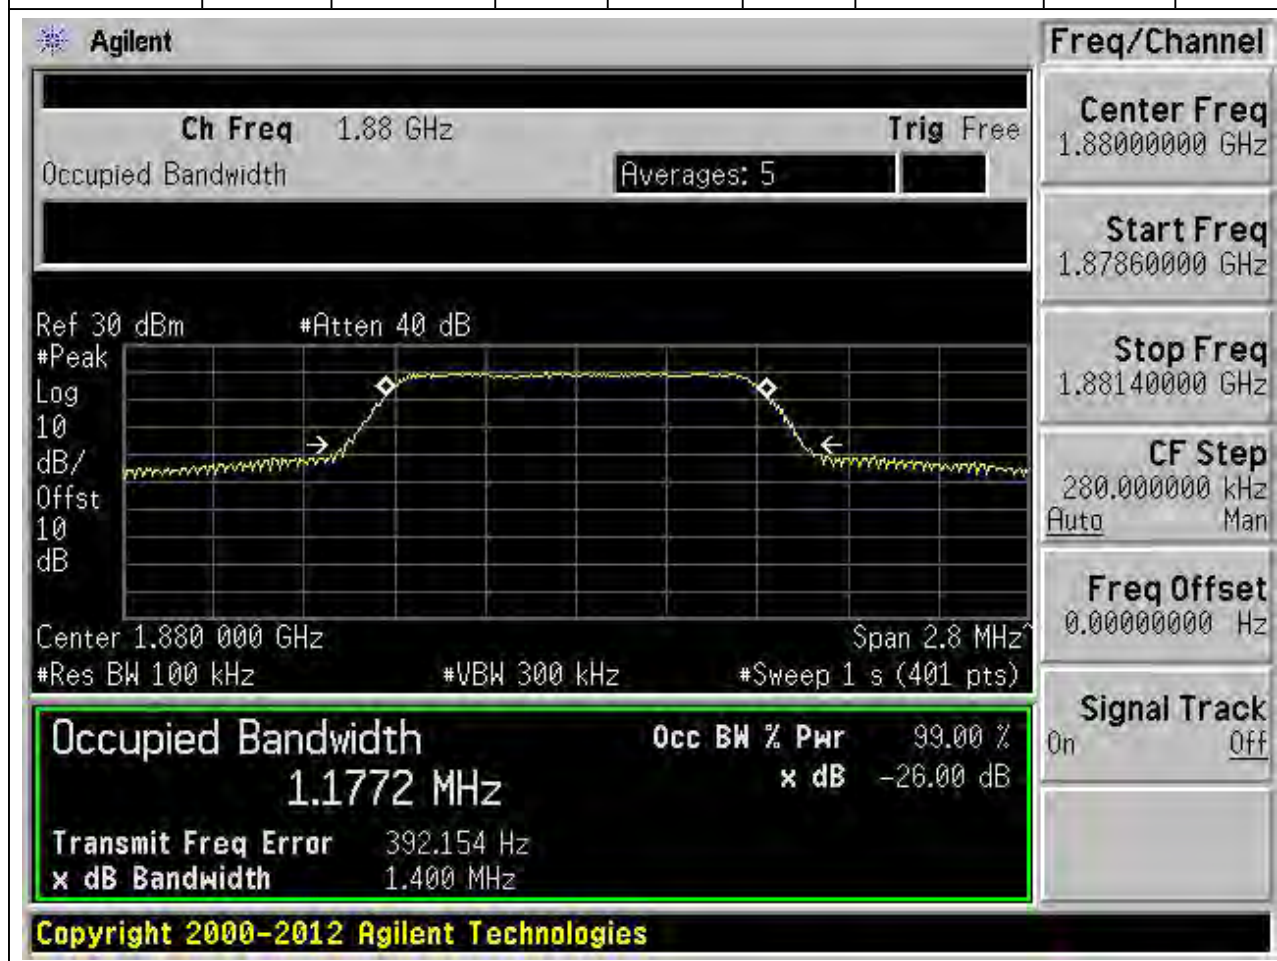 Agilent
Freq/Channel
Ch Freq 1.88 GHz Trig Free
Occupied Bandwidth Averages: 5
Center Freq
1.88000000 GHz
Start Freq
1.87860000 GHz
Stop Freq
1.88140000 GHz
CF Step
280.000000 kHz
Auto Man
Freq Offset
0.00000000 Hz
Signal Track
On Off
Ref 30 dBm #Atten 40 dB
#Peak
Log
10
dB/
Offst
10
dB
Center 1.880 000 GHz Span 2.8 MHz^
#Res BW 100 kHz #VBW 300 kHz #Sweep 1 s (401 pts)
Occupied Bandwidth
1.1772 MHz
Occ BW % Pwr 99.00 %
x dB -26.00 dB
Transmit Freq Error 392.154 Hz
x dB Bandwidth 1.400 MHz
Copyright 2000-2012 Agilent Technologies